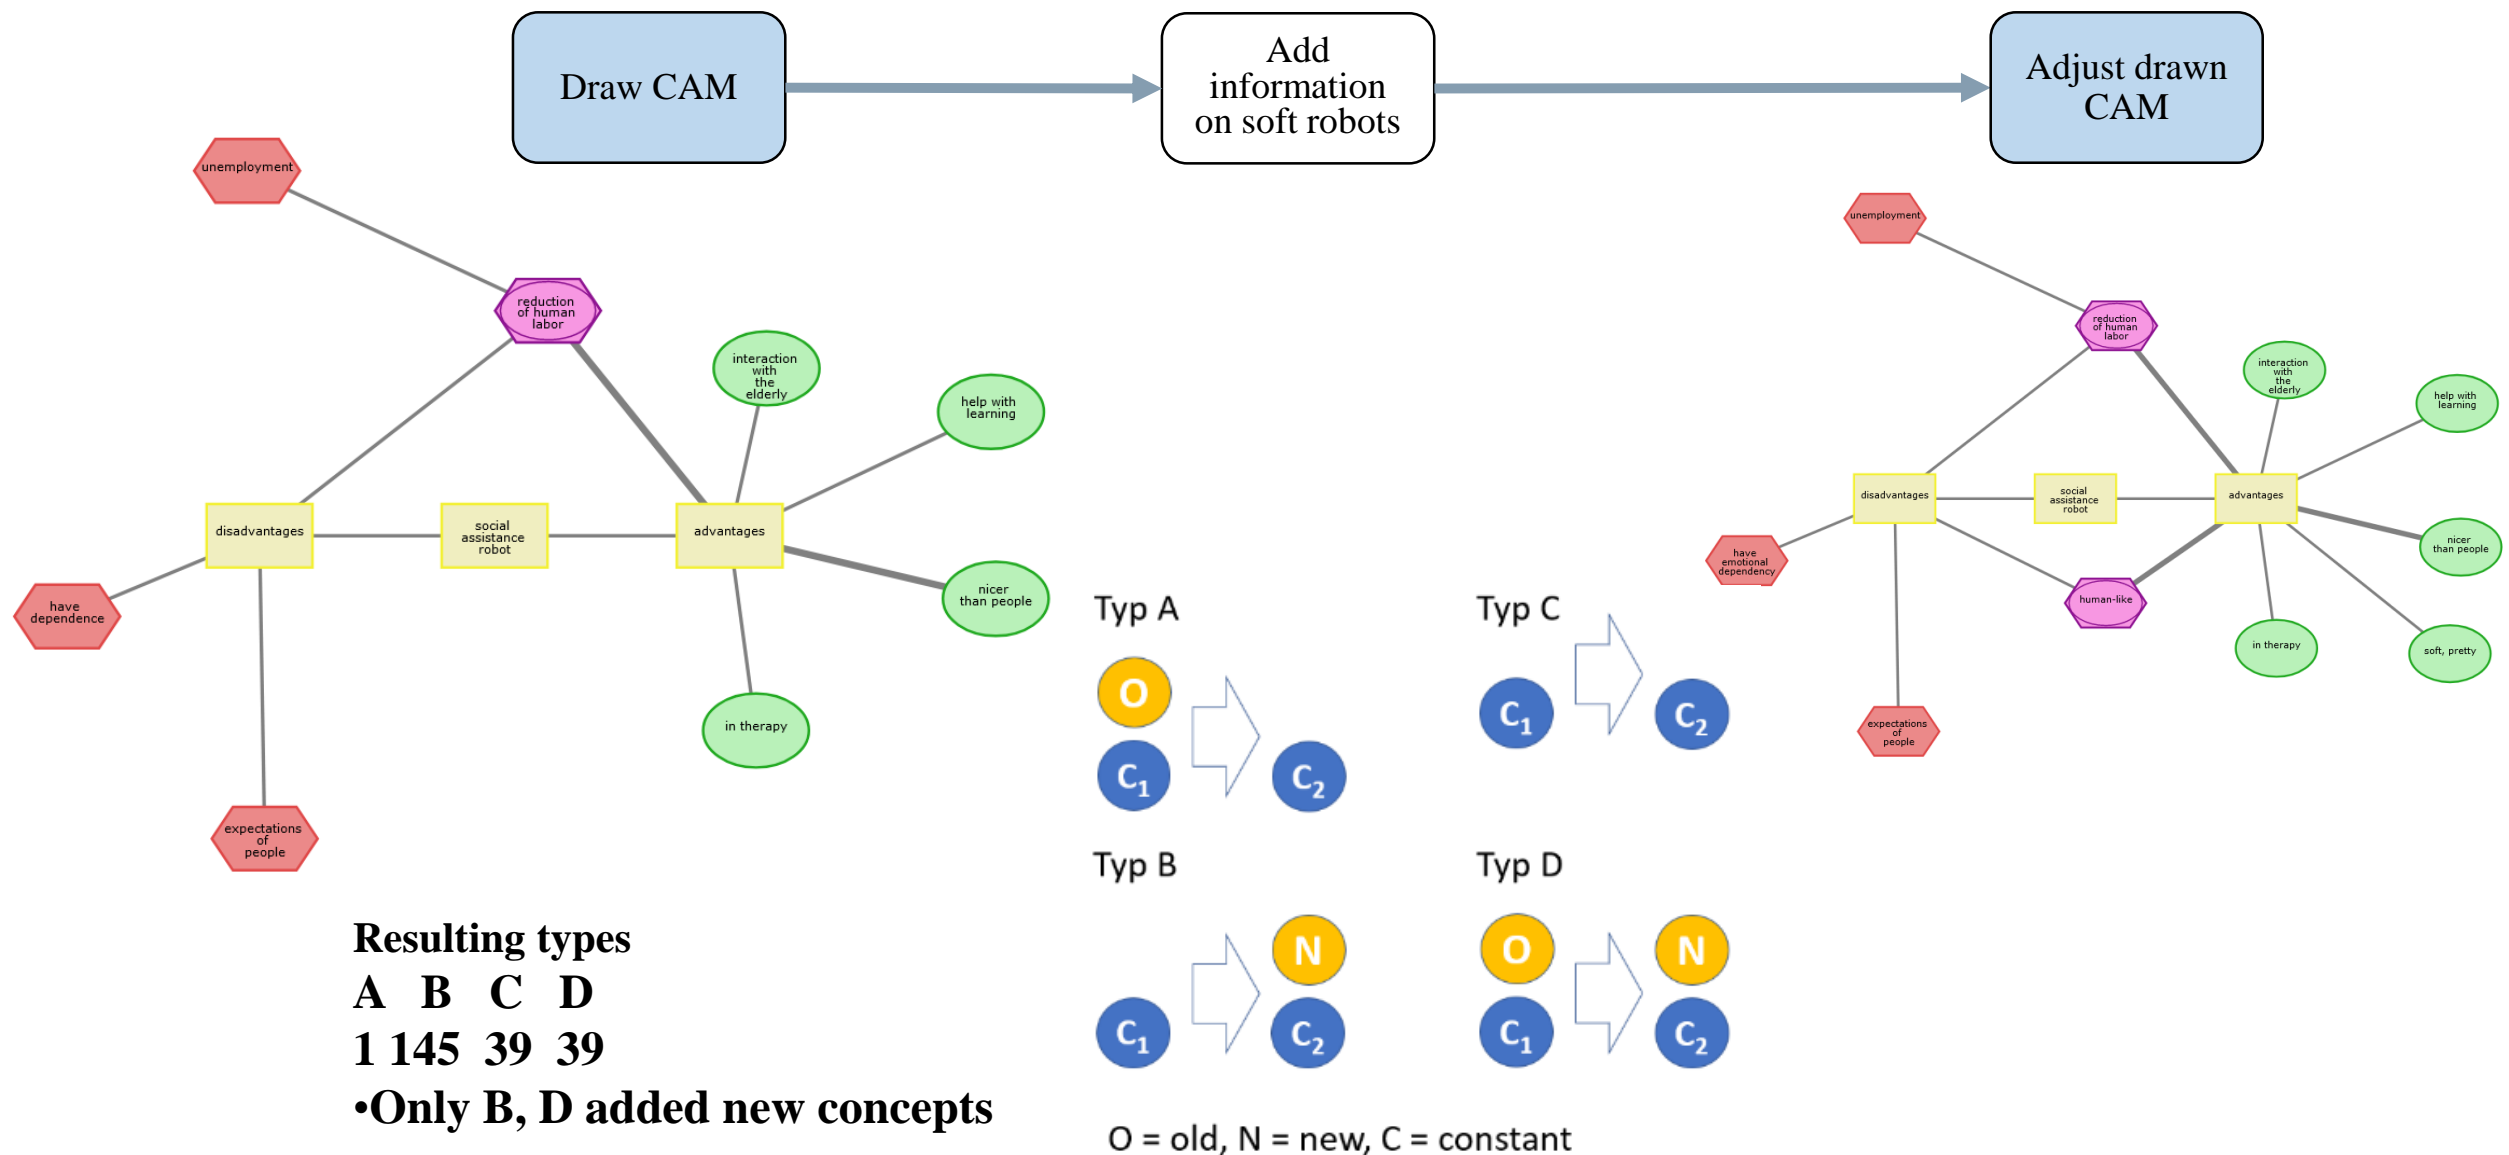 Draw CAM
Add
information
on soft robots
Adjust drawn
CAM
unemployment
reduction
of human
labor
interaction
with
the
elderly
help with
learning
disadvantages
social
assistance
robot
advantages
have
dependence
nicer
than people
in therapy
expectations
of
people
unemployment
reduction
of human
labor
interaction
with
the
elderly
help with
learning
disadvantages
social
assistance
robot
advantages
have
emotional
dependency
nicer
than people
human-like
in therapy
soft, pretty
expectations
of
people
Typ A
O
C1
C2
Typ C
C1
C2
Typ B
N
C1
C2
Typ D
O
N
C1
C2
O = old, N = new, C = constant
Resulting types
A B C D
1 145 39 39
•Only B, D added new concepts